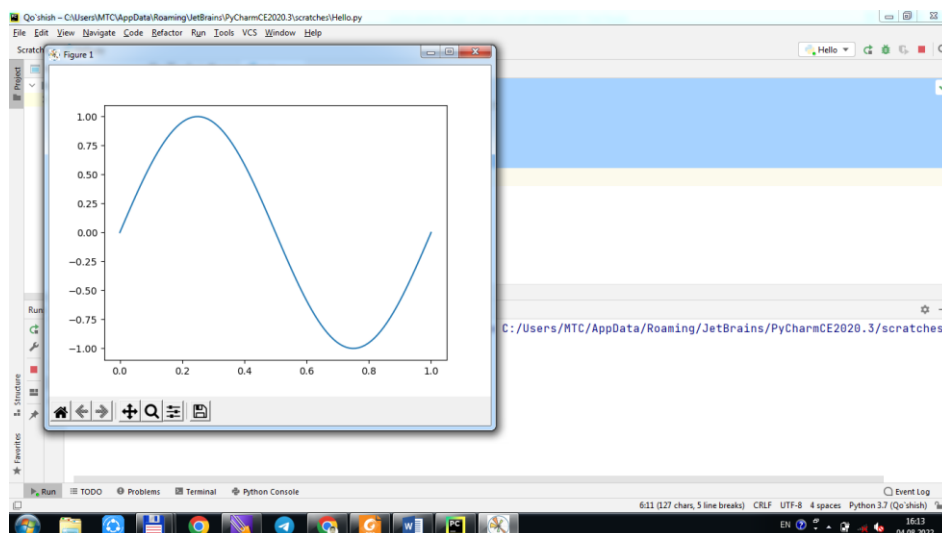 Qo'shish – C:\Users\MTC\AppData\Roaming\JetBrains\PyCharmCE2020.3\scratches\Hello.py
File Edit View Navigate Code Refactor Run Tools VCS Window Help
Scratch
Hello
Figure 1
Project
1.00
0.75
0.50
0.25
0.00
−0.25
−0.50
−0.75
−1.00
0.0 0.2 0.4 0.6 0.8 1.0
Run
C:/Users/MTC/AppData/Roaming/JetBrains/PyCharmCE2020.3/scratches
Structure
Favorites
Run TODO Problems Terminal Python Console Event Log
6:11 (127 chars, 5 line breaks) CRLF UTF-8 4 spaces Python 3.7 (Qo'shish)
EN 16:13
04.08.2022